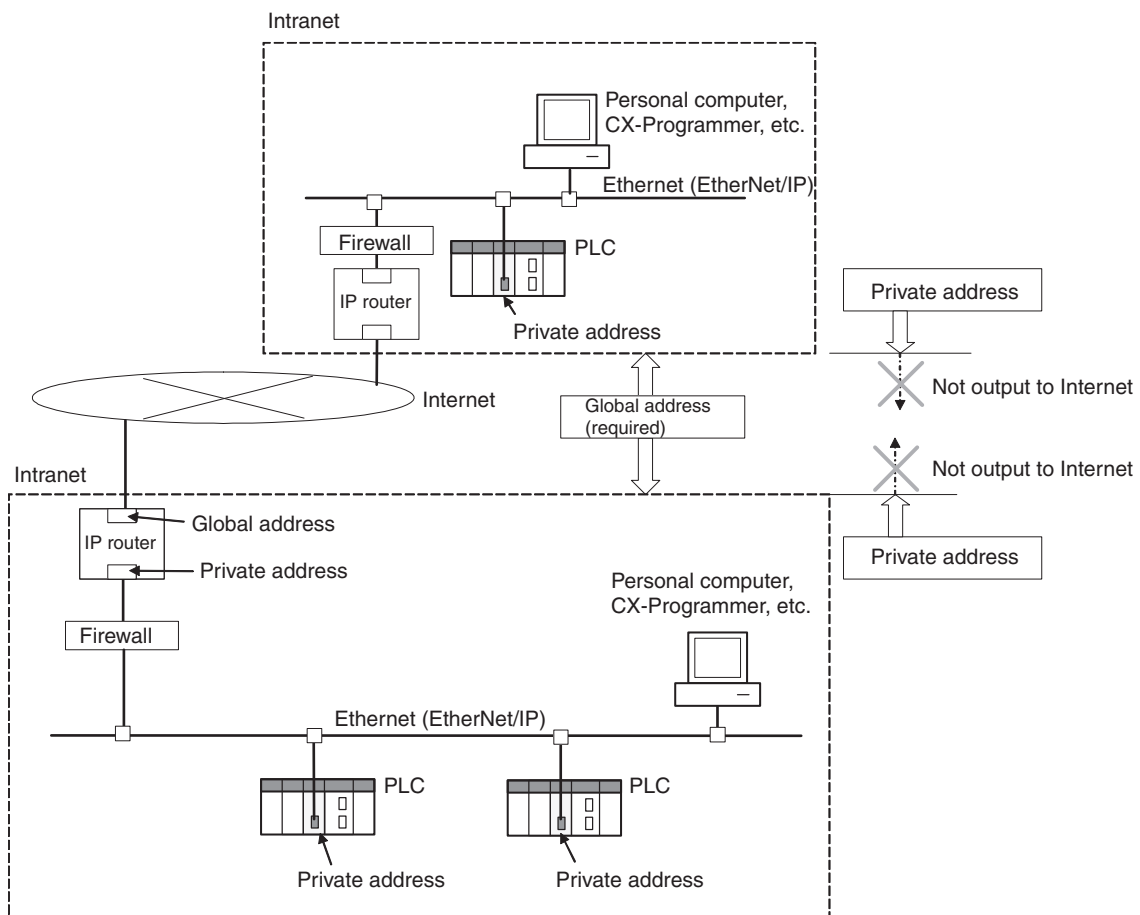 Intranet
Personal computer,
CX-Programmer, etc.
Ethernet (EtherNet/IP)
Firewall
PLC
IP router
Private address
Private address
Internet
Global address
(required)
Not output to Internet
Not output to Internet
Private address
Intranet
Global address
IP router
Private address
Firewall
Personal computer,
CX-Programmer, etc.
Ethernet (EtherNet/IP)
PLC
PLC
Private address
Private address